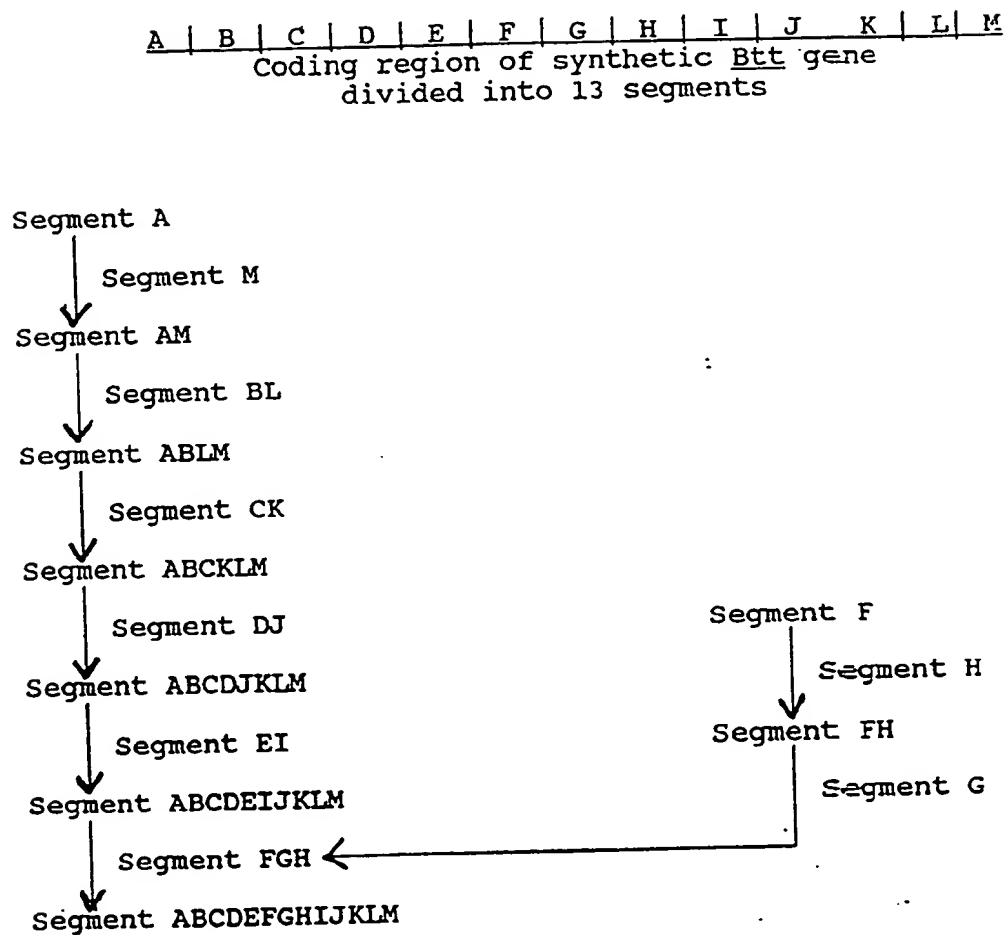 A | B | C | D | E | F | G | H | I | J K | L | M
Coding region of synthetic Btt gene
divided into 13 segments
Segment A
Segment M
Segment AM
Segment BL
Segment ABLM
Segment CK
Segment ABCKLM
Segment DJ
Segment ABCDJKLM
Segment EI
Segment ABCDEIJKLM
Segment FGH
Segment ABCDEFGHIJKLM
Segment F
Segment H
Segment FH
Segment G